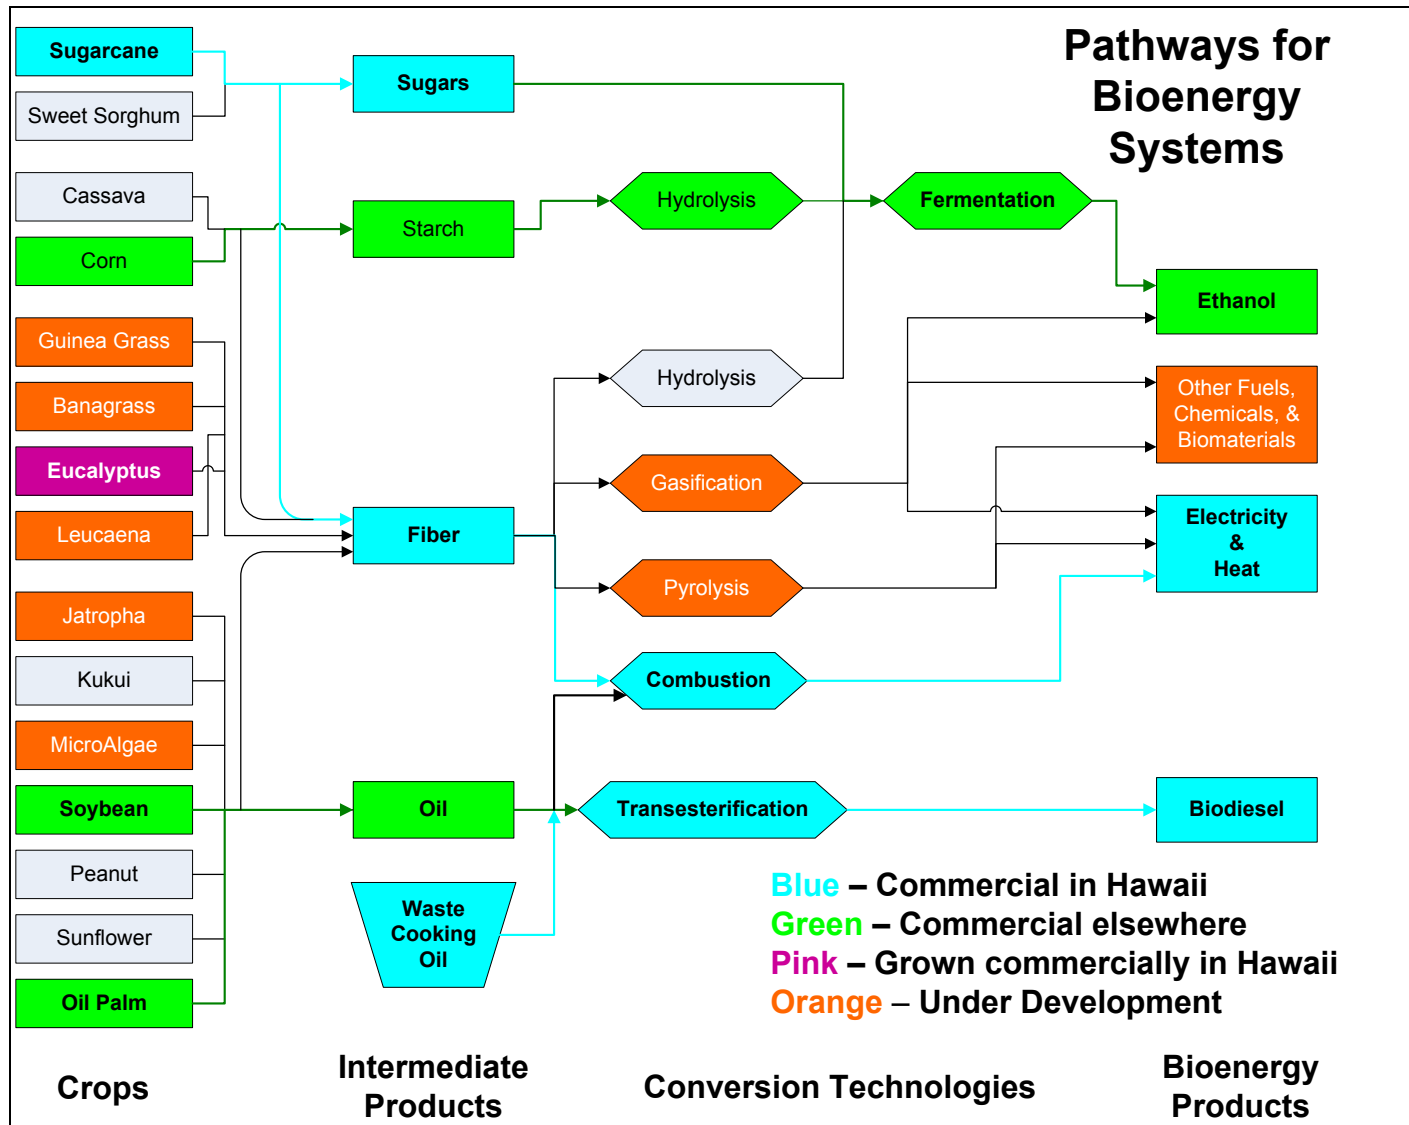 Pathways for
Bioenergy
Systems
Sugarcane
Sweet Sorghum
Cassava
Corn
Guinea Grass
Banagrass
Eucalyptus
Leucaena
Jatropha
Kukui
MicroAlgae
Soybean
Peanut
Sunflower
Oil Palm
Sugars
Starch
Fiber
Oil
Waste
Cooking
Oil
Hydrolysis
Hydrolysis
Gasification
Pyrolysis
Combustion
Transesterification
Fermentation
Ethanol
Other Fuels,
Chemicals, &
Biomaterials
Electricity
&
Heat
Biodiesel
Blue – Commercial in Hawaii
Green – Commercial elsewhere
Pink – Grown commercially in Hawaii
Orange – Under Development
Crops
Intermediate
Products
Conversion Technologies
Bioenergy
Products